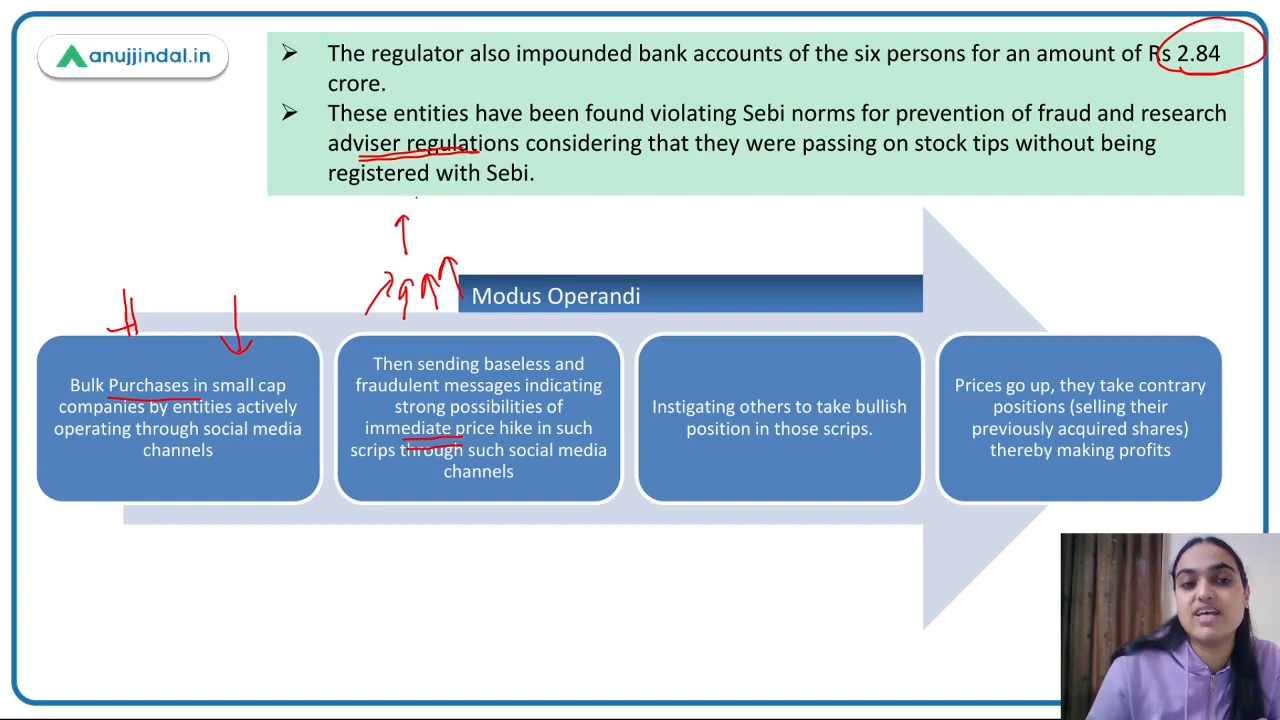 anujjindal.in
The regulator also impounded bank accounts of the six persons for an amount of Rs 2.84
crore.
These entities have been found violating Sebi norms for prevention of fraud and research
adviser regulations considering that they were passing on stock tips without being
registered with Sebi.
Modus Operandi
Bulk Purchases in small cap
companies by entities actively
operating through social media
channels
Then sending baseless and
fraudulent messages indicating
strong possibilities of
immediate price hike in such
scrips through such social media
channels
Instigating others to take bullish
position in those scrips.
Prices go up, they take contrary
positions (selling their
previously acquired shares)
thereby making profits